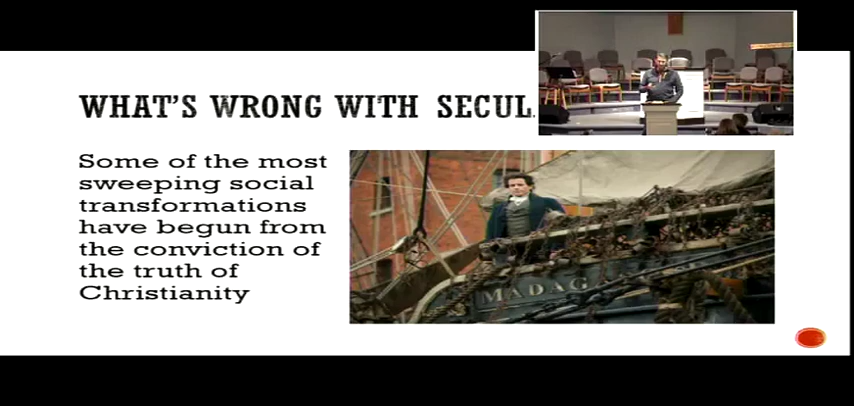 WHAT'S WRONG WITH SECUL
Some of the most
sweeping social
transformations
have begun from
the conviction of
the truth of
Christianity
MADAG